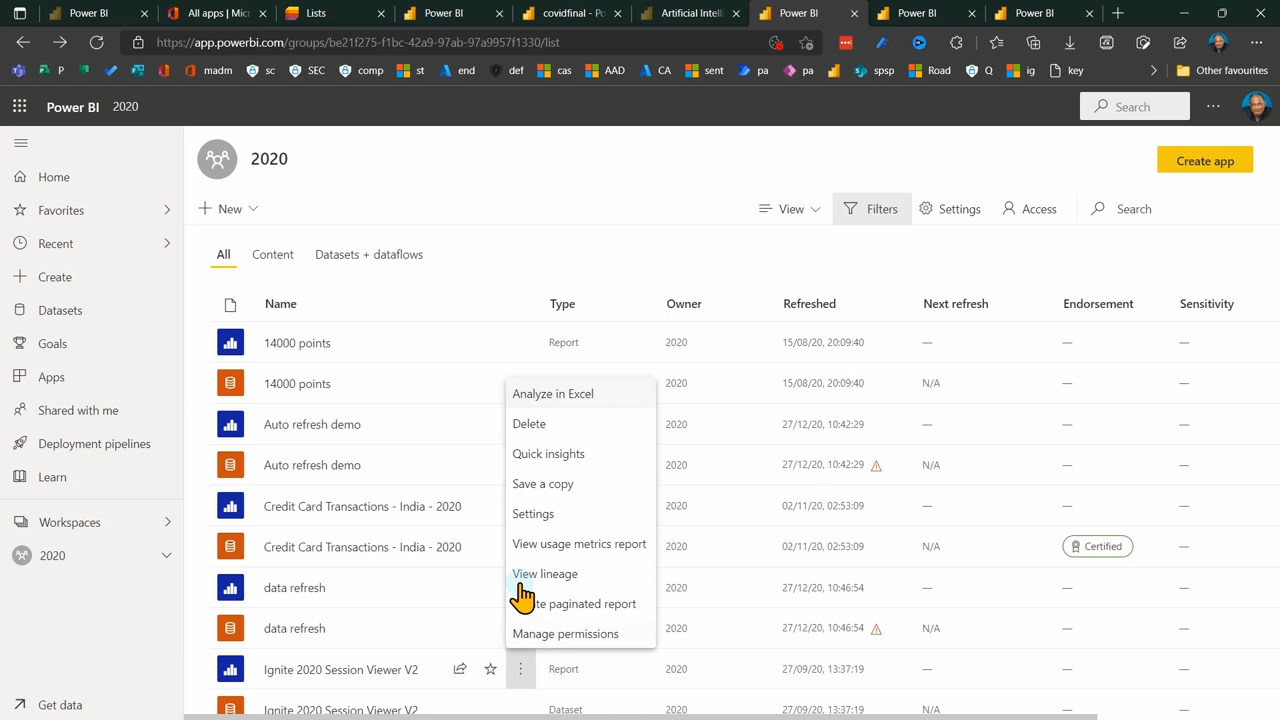 Power BI
All apps | Micr
Lists
Power BI
covidfinal - Po
Artificial Intelli
Power BI
Power BI
Power BI
https://app.powerbi.com/groups/be21f275-f1bc-42a9-97ab-97a9957f1330/list
P
madm
sc
SEC
comp
st
end
def
cas
AAD
CA
sent
pa
pa
spsp
Road
Q
ig
key
Other favourites
Power BI
2020
Search
Home
Favorites
Recent
Create
Datasets
Goals
Apps
Shared with me
Deployment pipelines
Learn
Workspaces
2020
Get data
2020
Create app
New
View
Filters
Settings
Access
Search
All
Content
Datasets + dataflows
Name Type Owner Refreshed Next refresh Endorsement Sensitivity
14000 points Report 2020 15/08/20, 20:09:40 — — —
14000 points 2020 15/08/20, 20:09:40 N/A — —
Auto refresh demo 2020 27/12/20, 10:42:29 — — —
Auto refresh demo 2020 27/12/20, 10:42:29 N/A — —
Credit Card Transactions - India - 2020 2020 02/11/20, 02:53:09 — — —
Credit Card Transactions - India - 2020 2020 02/11/20, 02:53:09 N/A Certified —
data refresh 2020 27/12/20, 10:46:54 — — —
data refresh 2020 27/12/20, 10:46:54 N/A — —
Ignite 2020 Session Viewer V2 Report 2020 27/09/20, 13:37:19 — — —
Ignite 2020 Session Viewer V2 Dataset 2020 27/09/20, 13:37:19 N/A — —
Analyze in Excel
Delete
Quick insights
Save a copy
Settings
View usage metrics report
View lineage
paginated report
Manage permissions